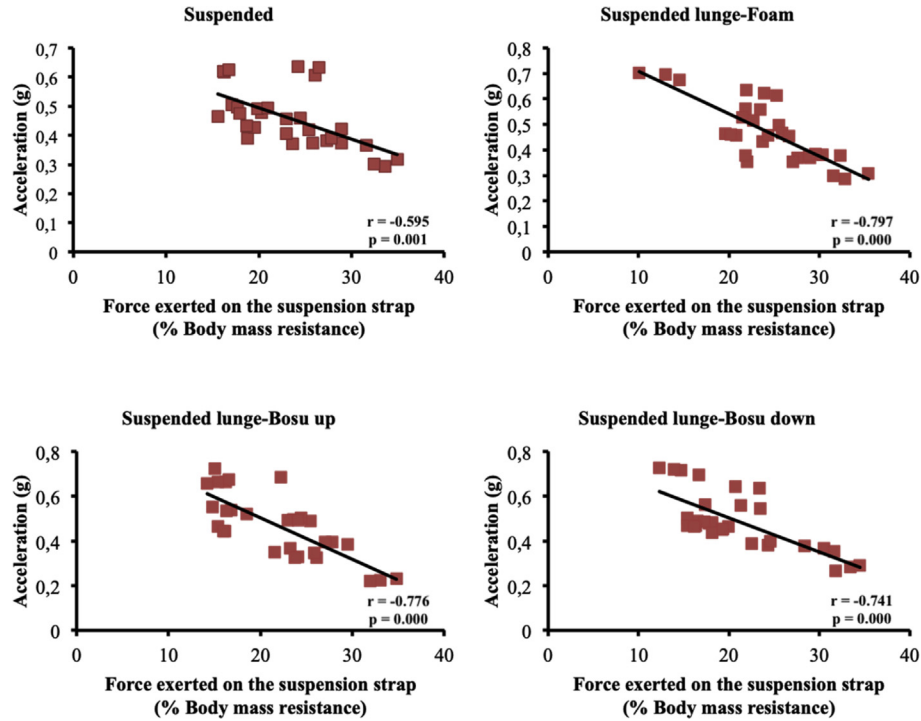 Suspended
0,7
0,6
0,5
0,4
0,3
0,2
0,1
0
Acceleration (g)
r = -0.595
p = 0.001
0 10 20 30 40
Force exerted on the suspension strap
(% Body mass resistance)
Suspended lunge-Foam
0,8
0,7
0,6
0,5
0,4
0,3
0,2
0,1
0
Acceleration (g)
r = -0.797
p = 0.000
0 10 20 30 40
Force exerted on the suspension strap
(% Body mass resistance)
Suspended lunge-Bosu up
0,8
0,6
0,4
0,2
0
Acceleration (g)
r = -0.776
p = 0.000
0 10 20 30 40
Force exerted on the suspension strap
(% Body mass resistance)
Suspended lunge-Bosu down
0,8
0,6
0,4
0,2
0
Acceleration (g)
r = -0.741
p = 0.000
0 10 20 30 40
Force exerted on the suspension strap
(% Body mass resistance)